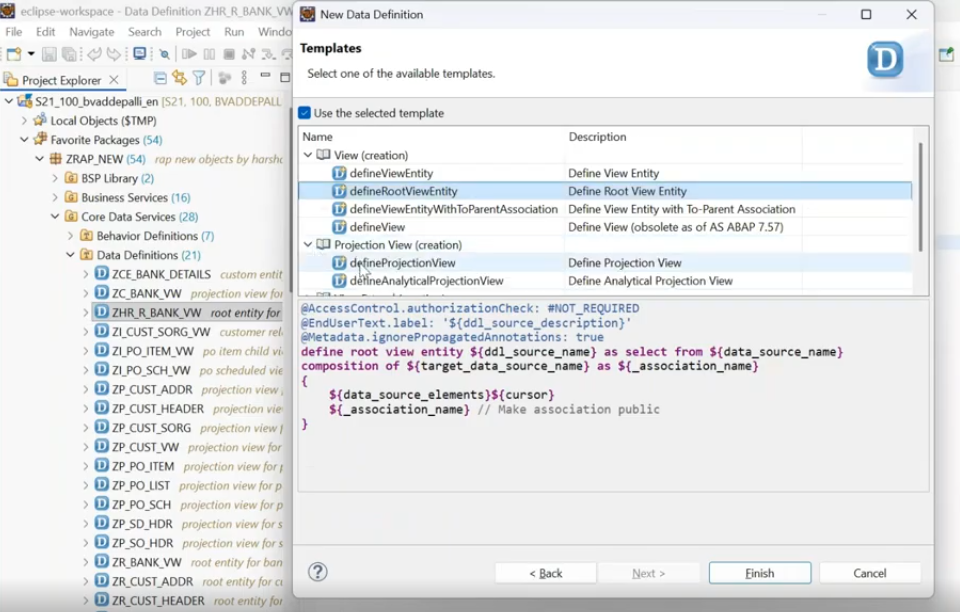 eclipse-workspace - Data Definition ZHR_R_BANK_VW
File Edit Navigate Search Project Run
Project Explorer
S21_100_bvaddepalli_en [S21, 100, BVADDEPALL
Local Objects ($TMP)
Favorite Packages (54)
ZRAP_NEW (54) rap new objects by harsh
BSP Library (2)
Business Services (16)
Core Data Services (28)
Behavior Definitions (7)
Data Definitions (21)
ZCE_BANK_DETAILS custom entit
ZC_BANK_VW projection view fo
ZHR_R_BANK_VW root entity for
ZI_CUST_SORG_VW customer rel
ZI_PO_ITEM_VW po item child vi
ZI_PO_SCH_VW po scheduled vie
ZP_CUST_ADDR projection view
ZP_CUST_HEADER projection vie
ZP_CUST_SORG projection view
ZP_CUST_VW projection view for
ZP_PO_ITEM projection view for p
ZP_PO_LIST projection view for p
ZP_PO_SCH projection view for p
ZP_SD_HDR projection view for s
ZP_SO_HDR projection view for s
ZR_BANK_VW root entity for ban
ZR_CUST_ADDR root entity for cu
ZR_CUST_HEADER root entity for
New Data Definition
Templates
Select one of the available templates.
D
Use the selected template
Name Description
View (creation)
defineViewEntity Define View Entity
defineRootViewEntity Define Root View Entity
defineViewEntityWithToParentAssociation Define View Entity with To-Parent Association
defineView Define View (obsolete as of AS ABAP 7.57)
Projection View (creation)
defineProjectionView Define Projection View
defineAnalyticalProjectionView Define Analytical Projection View
@AccessControl.authorizationCheck: #NOT_REQUIRED
@EndUserText.label: '${ddl_source_description}'
@Metadata.ignorePropagatedAnnotations: true
define root view entity ${ddl_source_name} as select from ${data_source_name}
composition of ${target_data_source_name} as ${_association_name}
{
${data_source_elements}${cursor}
${_association_name} // Make association public
}
?
< Back Next > Finish Cancel